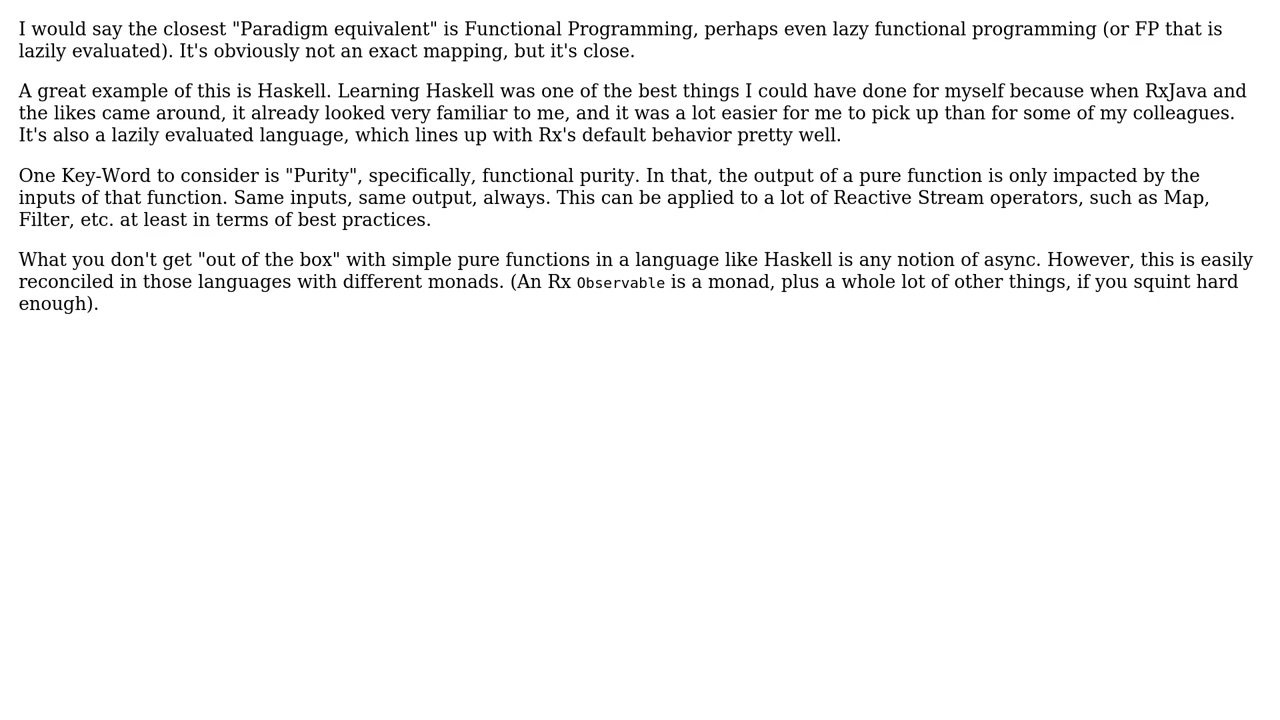 I would say the closest "Paradigm equivalent" is Functional Programming, perhaps even lazy functional programming (or FP that is
lazily evaluated). It's obviously not an exact mapping, but it's close.
A great example of this is Haskell. Learning Haskell was one of the best things I could have done for myself because when RxJava and
the likes came around, it already looked very familiar to me, and it was a lot easier for me to pick up than for some of my colleagues.
It's also a lazily evaluated language, which lines up with Rx's default behavior pretty well.
One Key-Word to consider is "Purity", specifically, functional purity. In that, the output of a pure function is only impacted by the
inputs of that function. Same inputs, same output, always. This can be applied to a lot of Reactive Stream operators, such as Map,
Filter, etc. at least in terms of best practices.
What you don't get "out of the box" with simple pure functions in a language like Haskell is any notion of async. However, this is easily
reconciled in those languages with different monads. (An Rx Observable is a monad, plus a whole lot of other things, if you squint hard
enough).